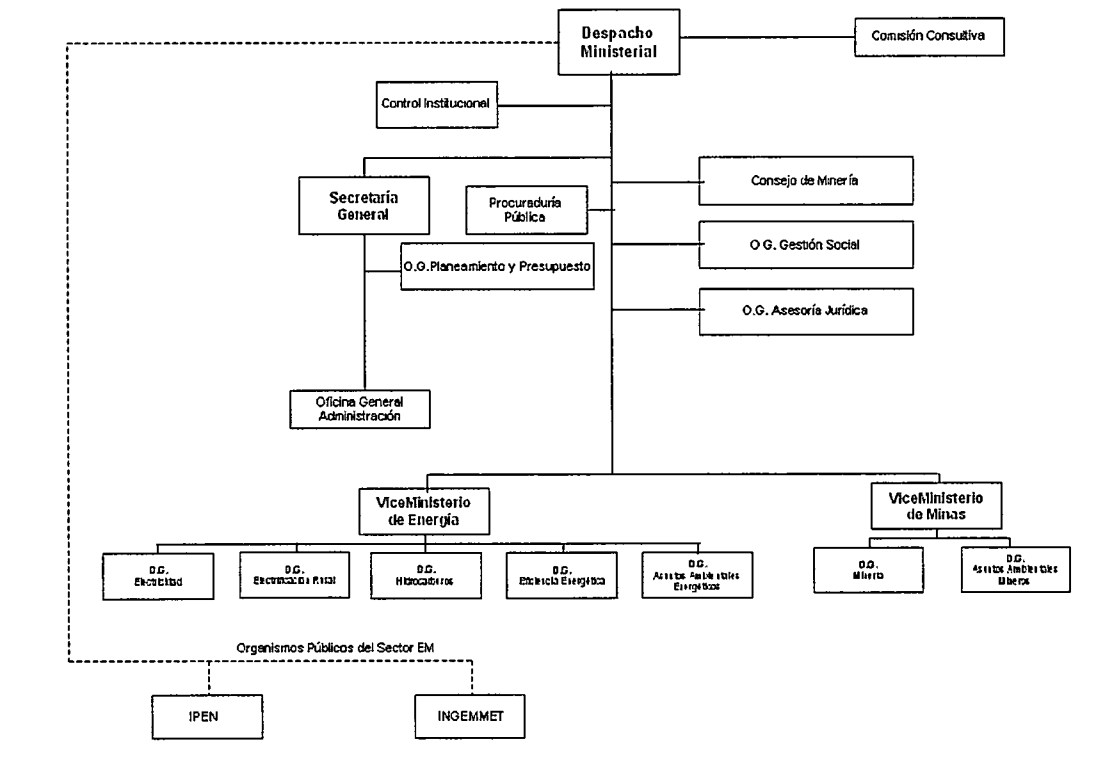 Despacho
Ministerial
Comisión Consultiva
Control Institucional
Secretaría
General
Procuraduría
Pública
Consejo de Minería
O G. Gestión Social
O.G.Planeamiento y Presupuesto
O.G. Asesoría Jurídica
Oficina General
Administración
ViceMinisterio
de Energía
ViceMinisterio
de Minas
D.G.
Electricidad
D.G.
Electrificación Rural
D.G.
Hidrocarburos
D.G.
Eficiencia Energética
D.G.
Asuntos Ambientales
Energéticos
D.G.
Minería
D.G.
Asuntos Ambientales
Mineros
Organismos Públicos del Sector EM
IPEN
INGEMMET